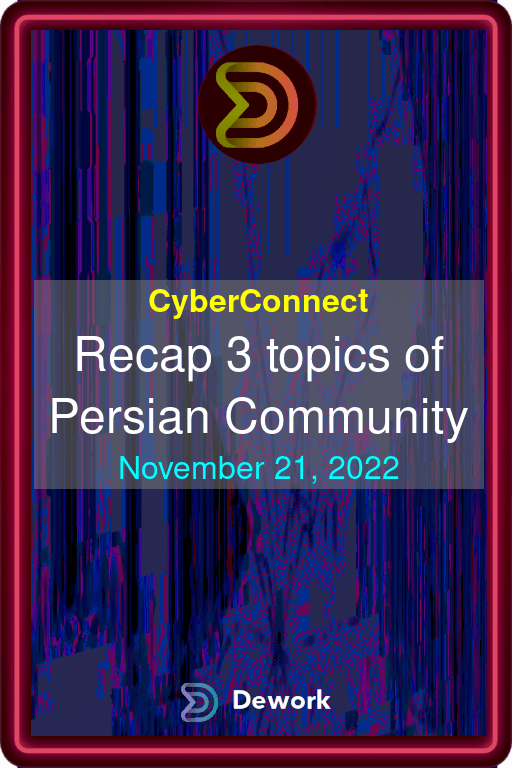 CyberConnect
Recap 3 topics of
Persian Community
November 21, 2022
Dework